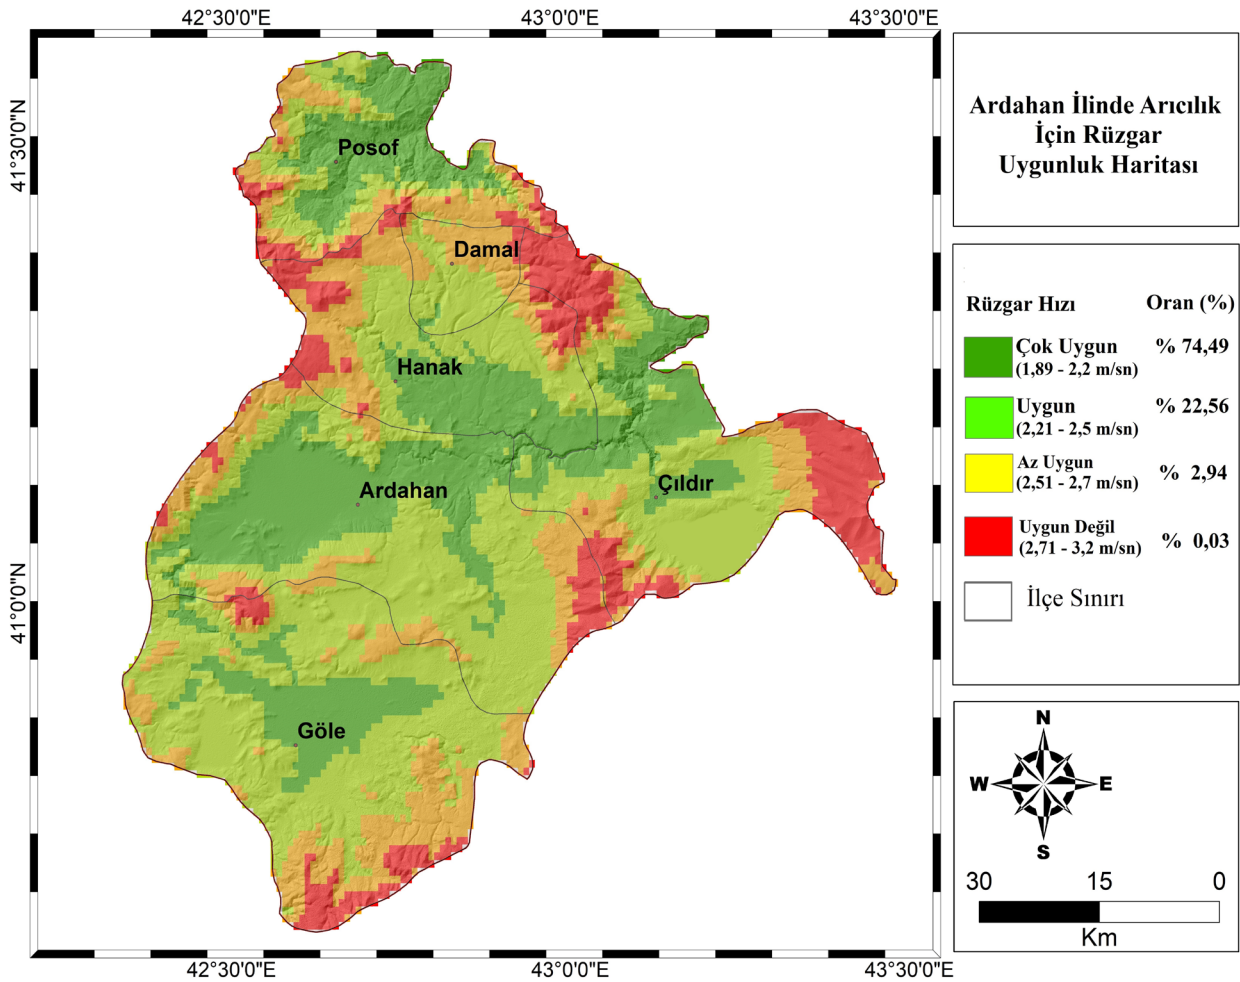 42°30'0"E
43°0'0"E
43°30'0"E
41°30'0"N
41°0'0"N
Posof
Damal
Hanak
Ardahan
Çıldır
Göle
42°30'0"E
43°0'0"E
43°30'0"E
Ardahan İlinde Arıcılık
İçin Rüzgar
Uygunluk Haritası
Rüzgar Hızı Oran (%)
Çok Uygun % 74,49
(1,89 - 2,2 m/sn)
Uygun % 22,56
(2,21 - 2,5 m/sn)
Az Uygun % 2,94
(2,51 - 2,7 m/sn)
Uygun Değil % 0,03
(2,71 - 3,2 m/sn)
İlçe Sınırı
N
W E
S
30 15 0
Km